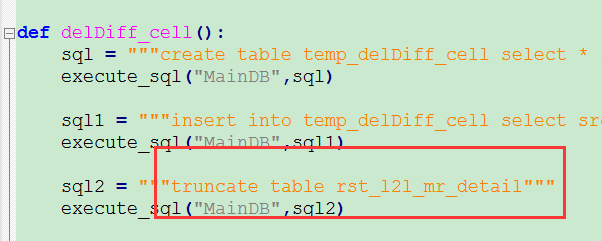 def delDiff_cell():
sql = """create table temp_delDiff_cell select *
execute_sql("MainDB",sql)
sql1 = """insert into temp_delDiff_cell select sr
execute_sql("MainDB",sql1)
sql2 = """truncate table rst_l2l_mr_detail"""
execute_sql("MainDB",sql2)